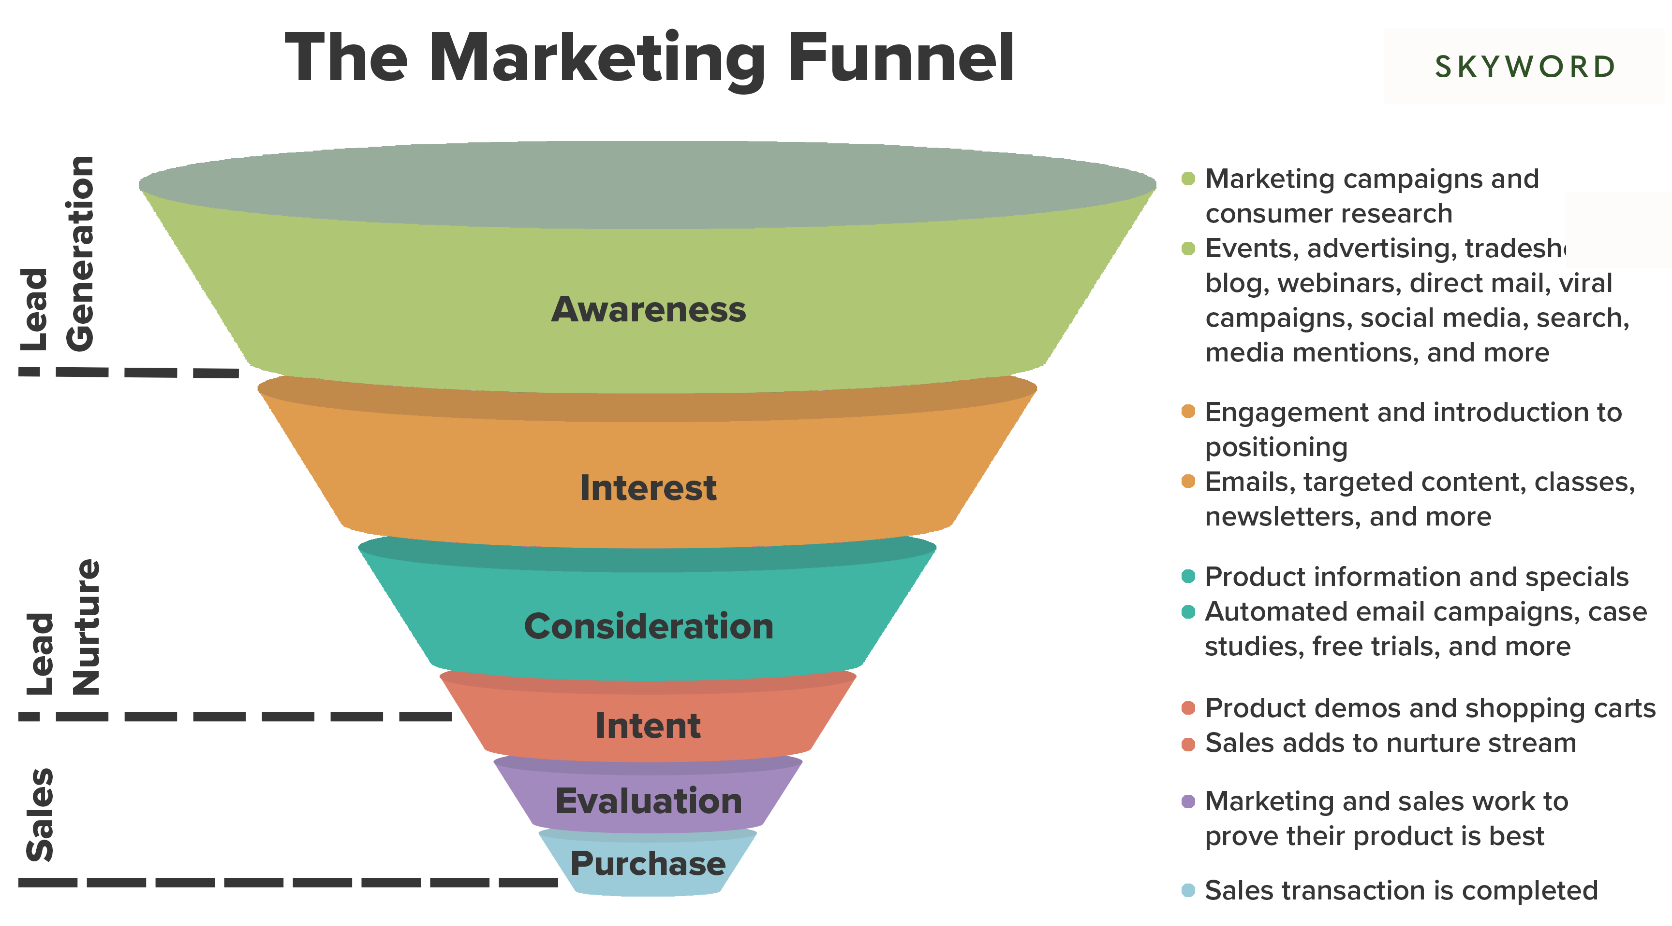 The Marketing Funnel
SKYWORD
Lead
Generation
Lead
Nurture
Sales
Awareness
Interest
Consideration
Intent
Evaluation
Purchase
Marketing campaigns and
consumer research
Events, advertising,
blog, webinars, direct mail, viral
campaigns, social media, search,
media mentions, and more
Engagement and introduction to
positioning
Emails, targeted content, classes,
newsletters, and more
Product information and specials
Automated email campaigns, case
studies, free trials, and more
Product demos and shopping carts
Sales adds to nurture stream
Marketing and sales work to
prove their product is best
Sales transaction is completed